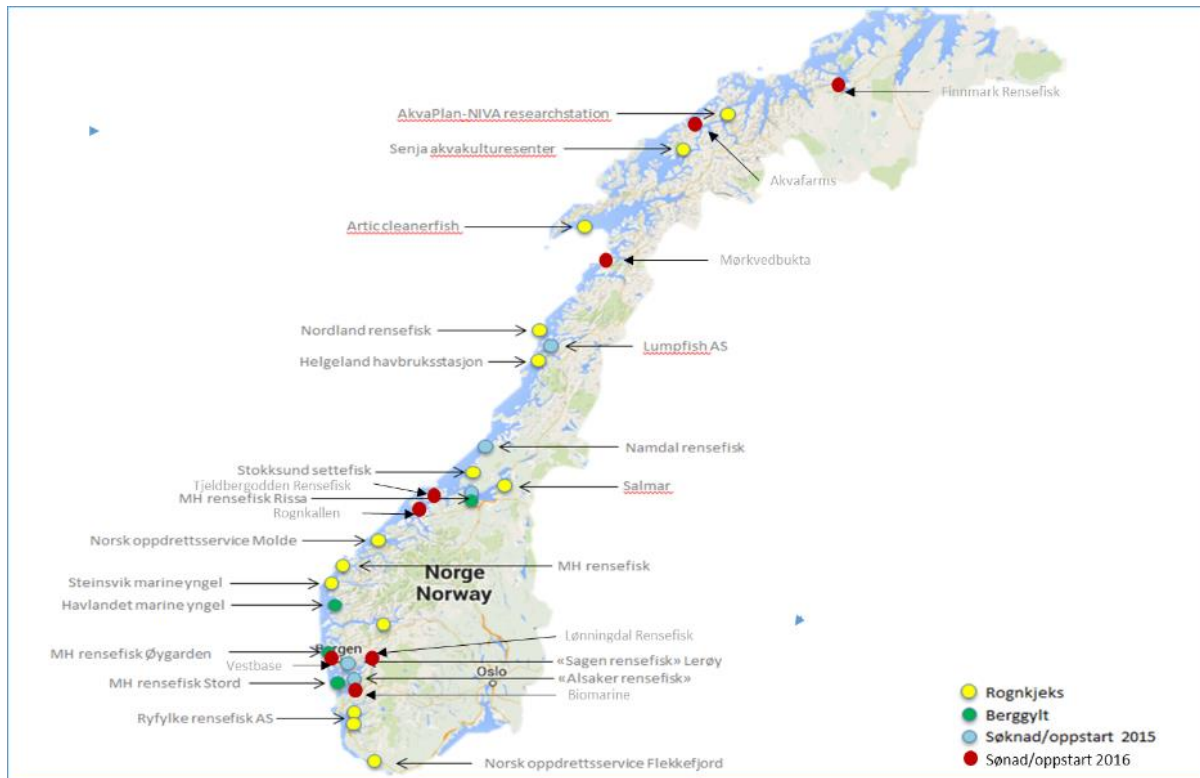 Finnmark Rensefisk
AkvaPlan-NIVA researchstation
Senja akvakulturesenter
Akvafarms
Artic cleanerfish
Mørkvedbukta
Nordland rensefisk
Lumpfish AS
Helgeland havbruksstasjon
Namdal rensefisk
Stokksund settefisk
Tjeldbergodden Rensefisk
Salmar
MH rensefisk Rissa
Rognkallen
Norsk oppdrettsservice Molde
MH rensefisk
Norge
Norway
Steinsvik marine yngel
Havlandet marine yngel
Lønningdal Rensefisk
Bergen
MH rensefisk Øygarden
Vestbase
«Sagen rensefisk» Lerøy
Oslo
«Alsaker rensefisk»
MH rensefisk Stord
Biomarine
Ryfylke rensefisk AS
Norsk oppdrettsservice Flekkefjord
Rognkjeks
Berggylt
Søknad/oppstart 2015
Sønad/oppstart 2016